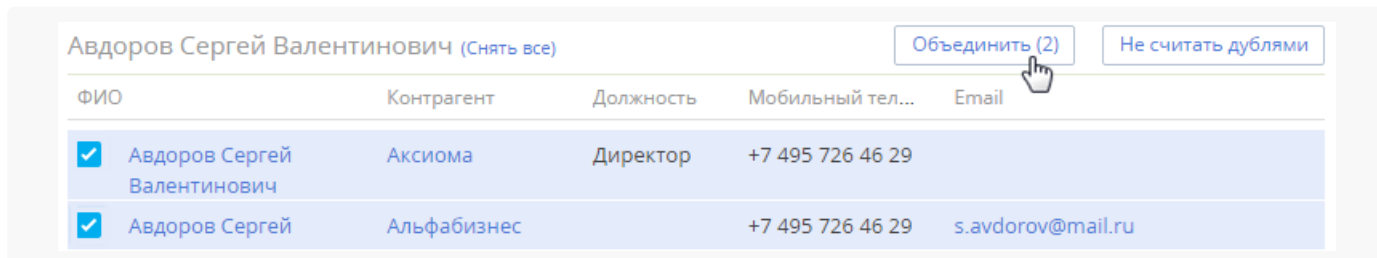 Авдоров Сергей Валентинович (Снять все) Объединить (2) Не считать дублями
ФИО Контрагент Должность Мобильный тел... Email
Авдоров Сергей Аксиома Директор +7 495 726 46 29
Валентинович
Авдоров Сергей Альфабизнес +7 495 726 46 29 s.avdorov@mail.ru